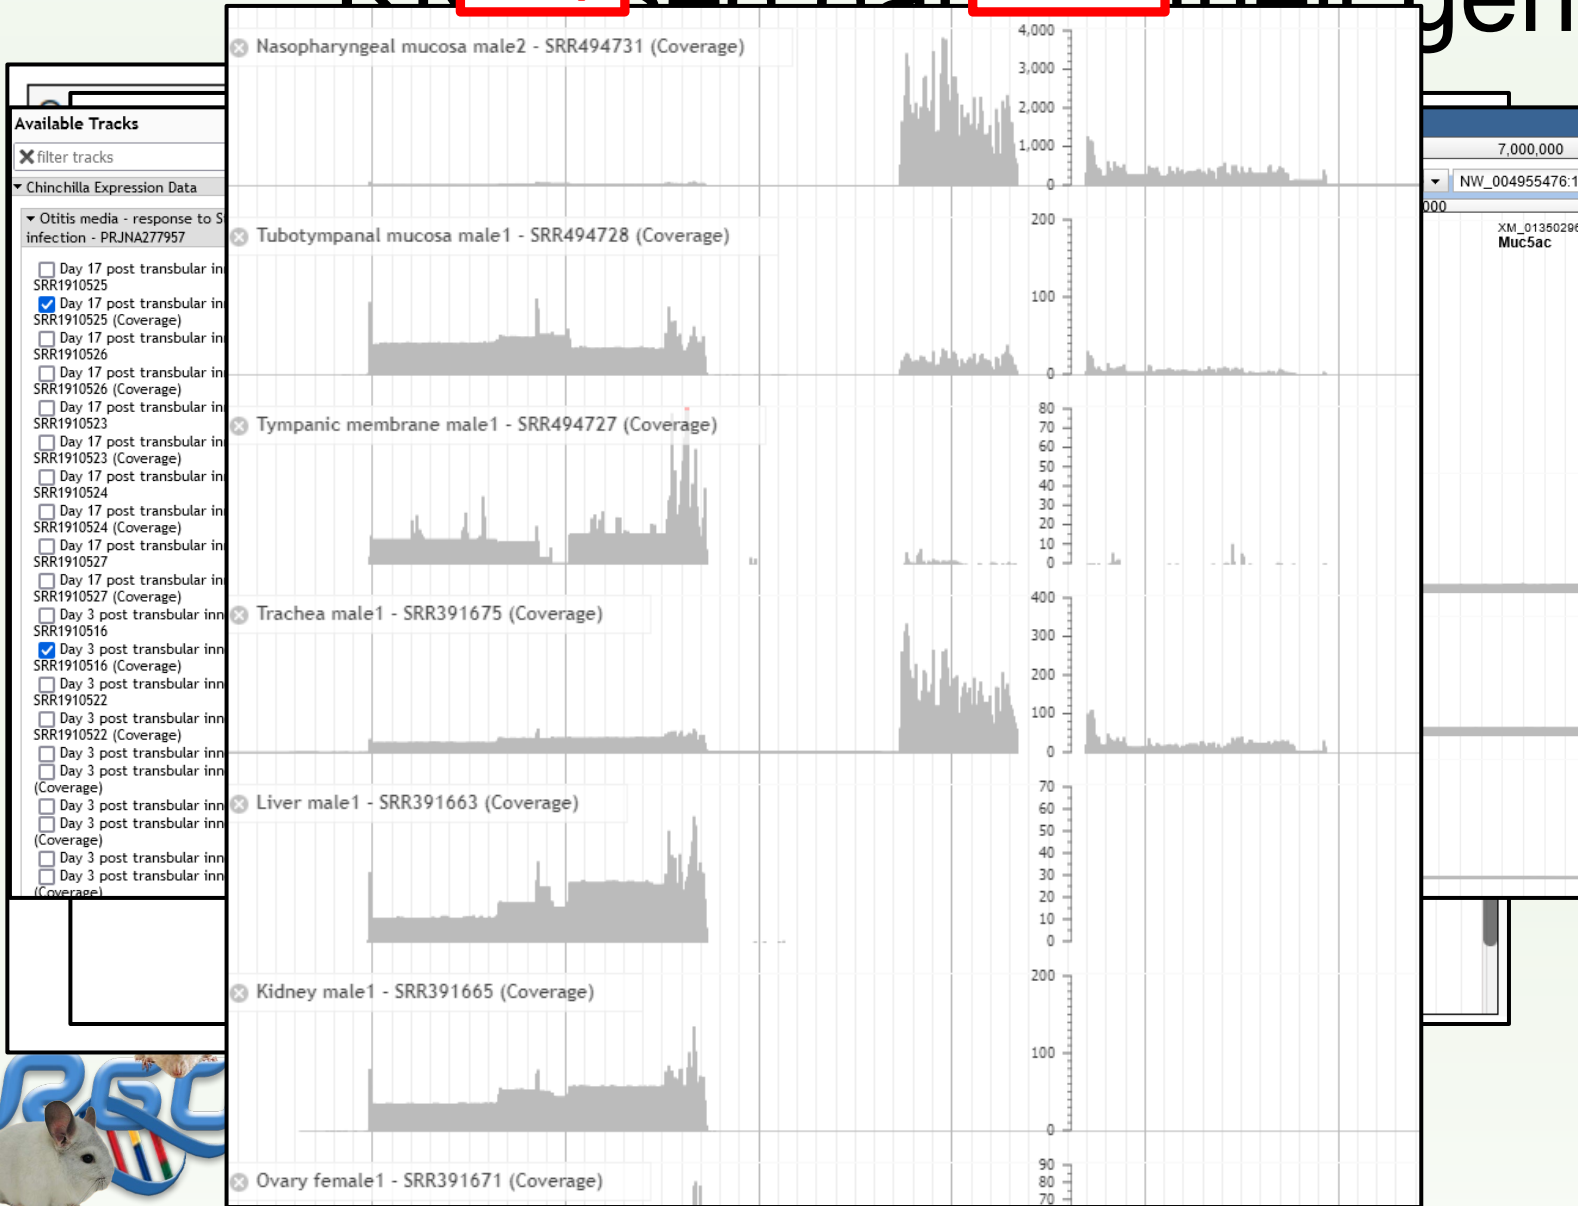 gen
Available Tracks
filter tracks
Chinchilla Expression Data
Otitis media - response to
infection - PRJNA277957
Day 17 post transbular
SRR1910525
Day 17 post transbular
SRR1910525 (Coverage)
Day 17 post transbular
SRR1910526
Day 17 post transbular
SRR1910526 (Coverage)
Day 17 post transbular
SRR1910523
Day 17 post transbular
SRR1910523 (Coverage)
Day 17 post transbular
SRR1910524
Day 17 post transbular
SRR1910524 (Coverage)
Day 17 post transbular
SRR1910527
Day 17 post transbular
SRR1910527 (Coverage)
Day 3 post transbular inn
SRR1910516
Day 3 post transbular inn
SRR1910516 (Coverage)
Day 3 post transbular inn
SRR1910522
Day 3 post transbular inn
SRR1910522 (Coverage)
Day 3 post transbular inn
Day 3 post transbular inn
(Coverage)
Day 3 post transbular inn
Day 3 post transbular inn
(Coverage)
Day 3 post transbular inn
Day 3 post transbular inn
(Coverage)
Nasopharyngeal mucosa male2 - SRR494731 (Coverage)
4,000
3,000
2,000
1,000
0
Tubotympanal mucosa male1 - SRR494728 (Coverage)
200
100
0
Tympanic membrane male1 - SRR494727 (Coverage)
80
70
60
50
40
30
20
10
0
Trachea male1 - SRR391675 (Coverage)
400
300
200
100
0
Liver male1 - SRR391663 (Coverage)
70
60
50
40
30
20
10
0
Kidney male1 - SRR391665 (Coverage)
200
100
0
Ovary female1 - SRR391671 (Coverage)
90
80
70
7,000,000
NW_004955476:1
000
XM_01350296
Muc5ac
RGD